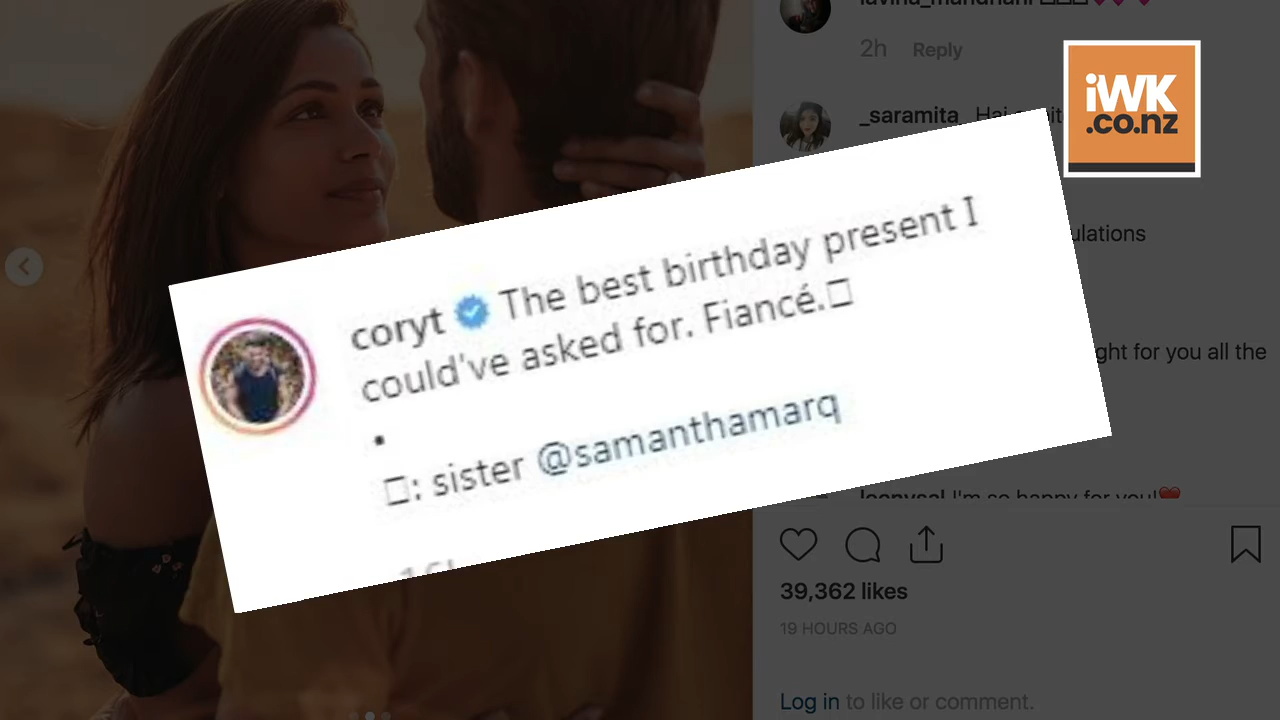 2h Reply
iWK
.co.nz
_saramita
coryt The best birthday present I
could've asked for. Fiancé.□
•
□: sister @samanthamarq
ulations
ght for you all the
I'm so happy for you!❤️
39,362 likes
19 HOURS AGO
Log in to like or comment.